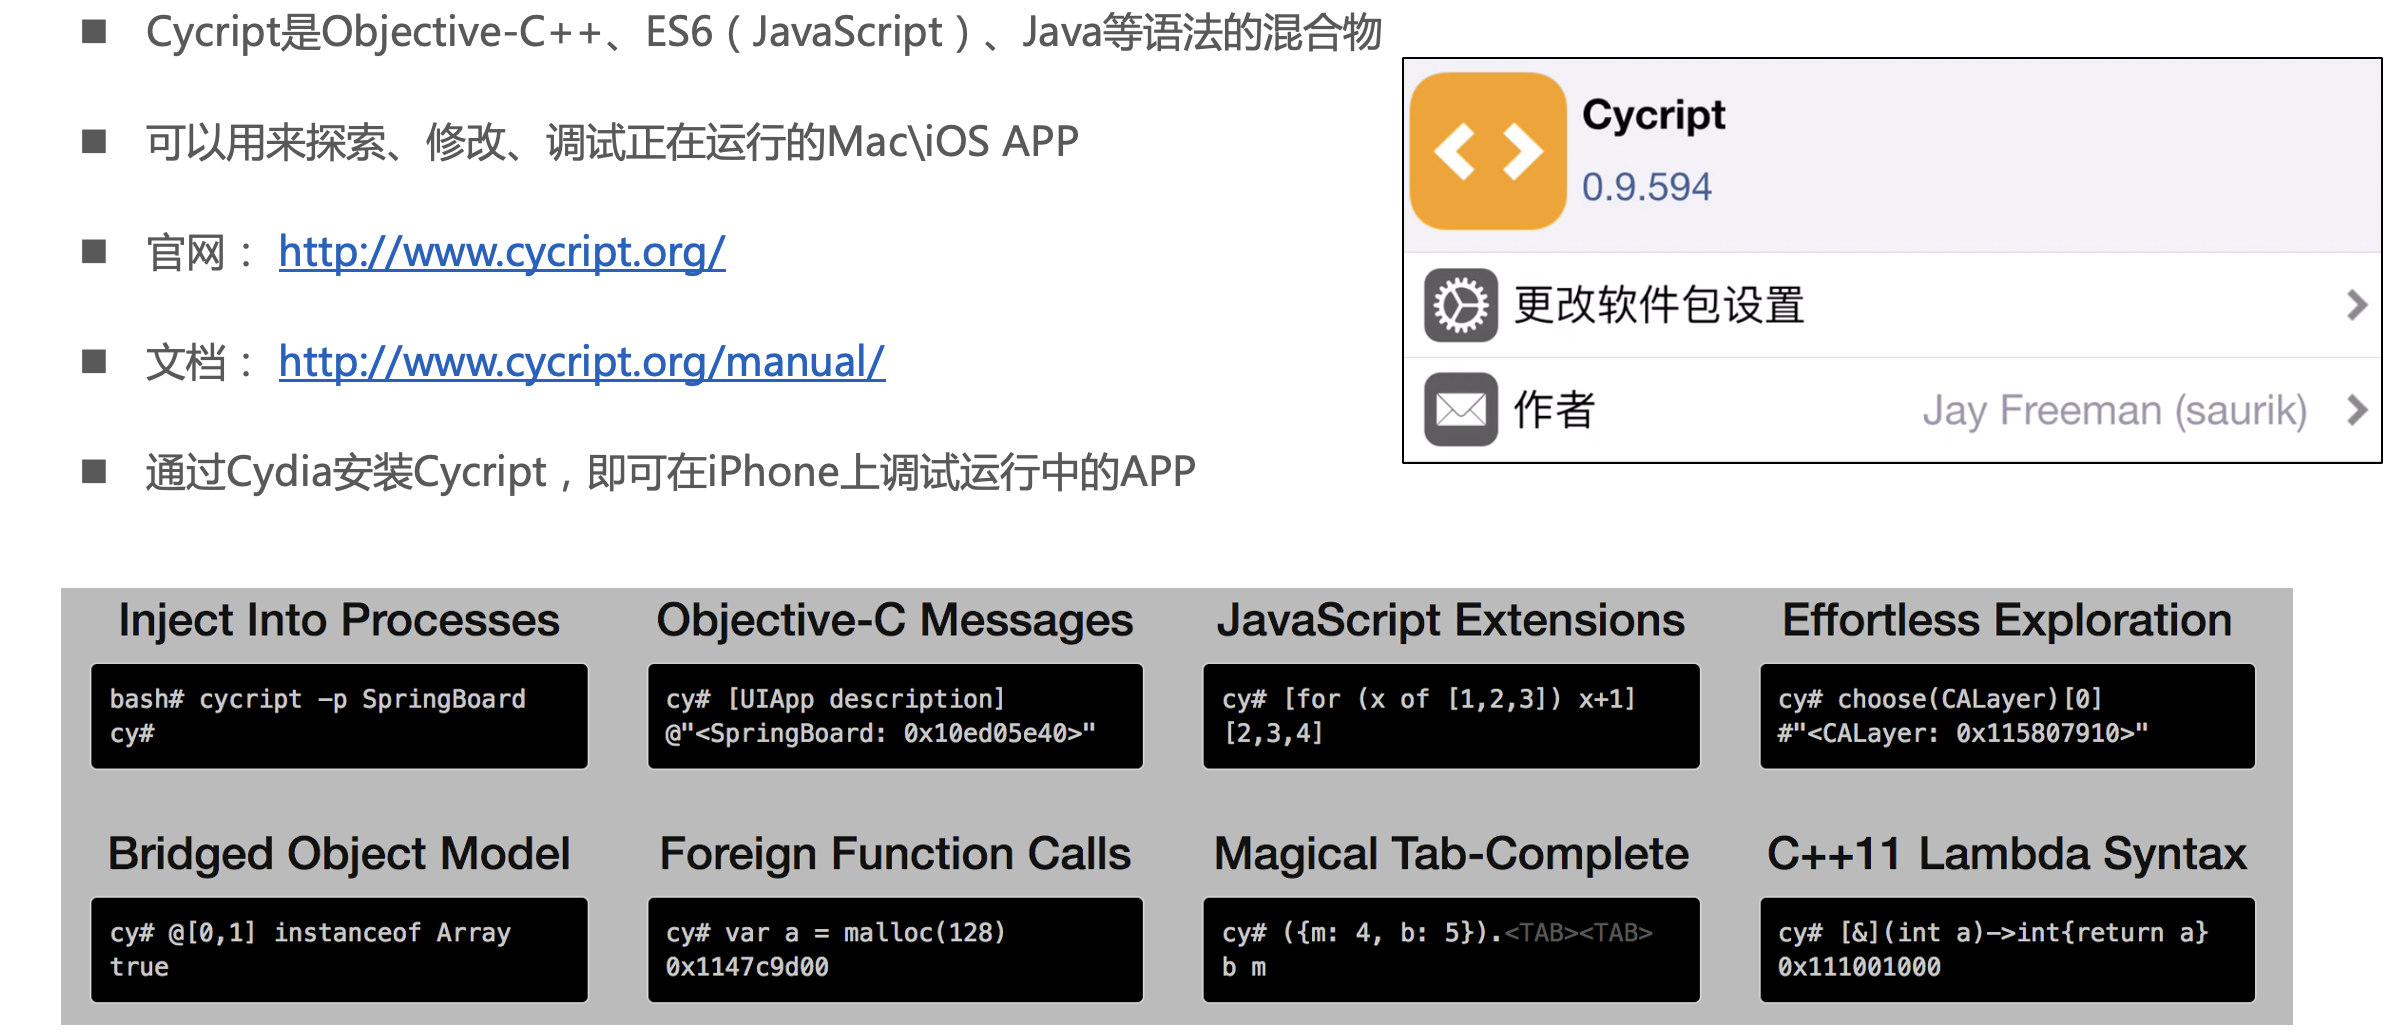 ■ Cycript是Objective-C++、ES6（JavaScript）、Java等语法的混合物
■ 可以用来探索、修改、调试正在运行的Mac\iOS APP
■ 官网： http://www.cycript.org/
■ 文档： http://www.cycript.org/manual/
■ 通过Cydia安装Cycript，即可在iPhone上调试运行中的APP
Cycript
0.9.594
更改软件包设置
作者 Jay Freeman (saurik)
Inject Into Processes
bash# cycript -p SpringBoard
cy#
Objective-C Messages
cy# [UIApp description]
@"<SpringBoard: 0x10ed05e40>"
JavaScript Extensions
cy# [for (x of [1,2,3]) x+1]
[2,3,4]
Effortless Exploration
cy# choose(CALayer)[0]
#"<CALayer: 0x115807910>"
Bridged Object Model
cy# @[0,1] instanceof Array
true
Foreign Function Calls
cy# var a = malloc(128)
0x1147c9d00
Magical Tab-Complete
cy# ({m: 4, b: 5}).<TAB><TAB>
b m
C++11 Lambda Syntax
cy# [&](int a)->int{return a}
0x111001000